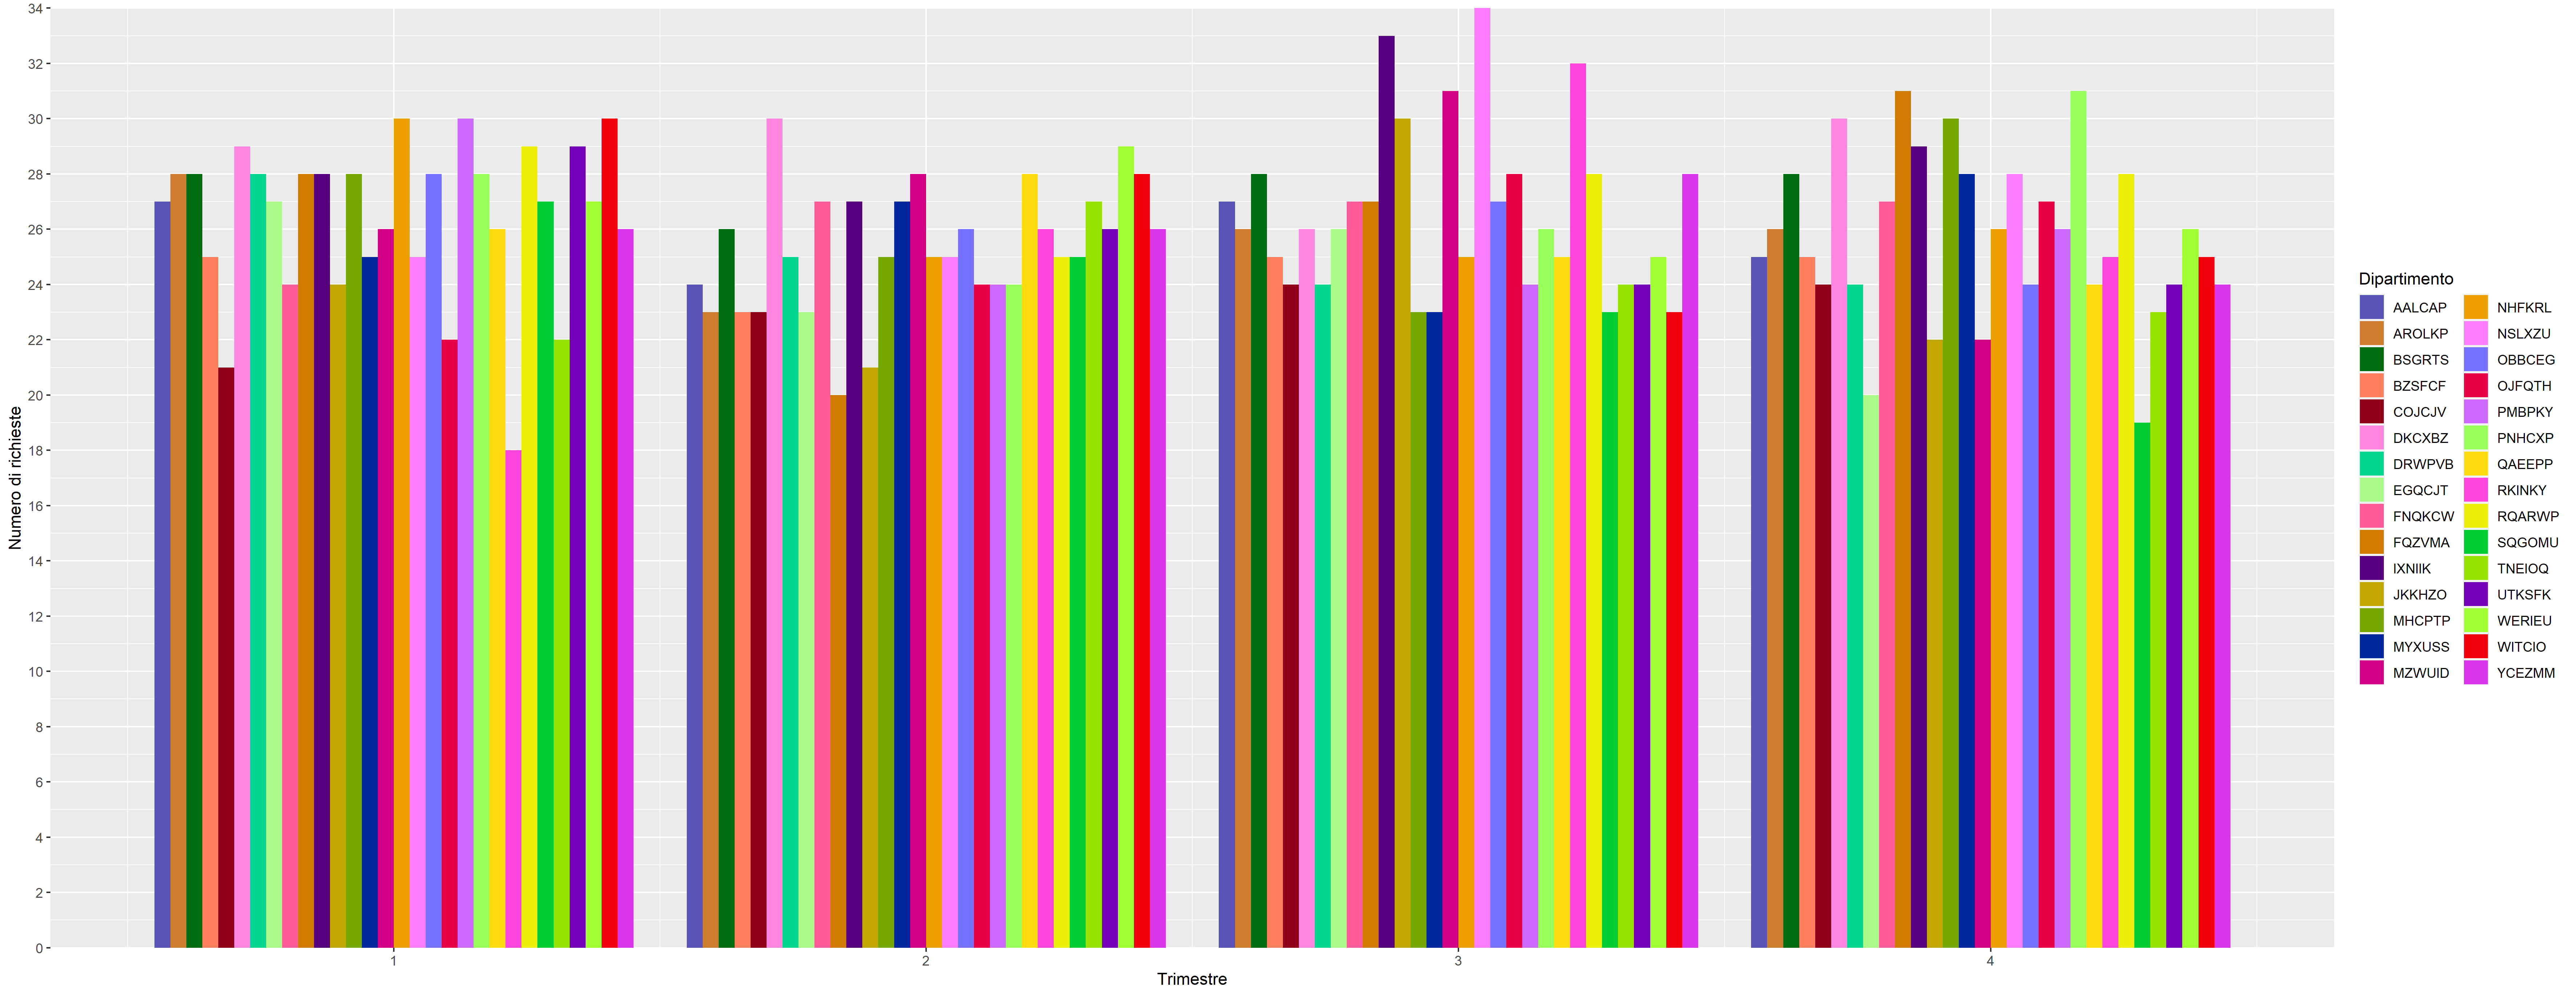 34
32
30
28
26
24
22
20
18
16
14
12
10
8
6
4
2
0
Numero di richieste
1 2 3 4
Trimestre
Dipartimento
AALCAP NHFKRL
AROLKP NSLXZU
BSGRTS OBBCEG
BZSFCF OJFQTH
COJCJV PMBPKY
DKCXBZ PNHCXP
DRWPVB QAEEPP
EGQCJT RKINKY
FNQKCW RQARWP
FQZVMA SQGOMU
IXNIIK TNEIOQ
JKKHZO UTKSFK
MHCPTP WERIEU
MYXUSS WITCIO
MZWUID YCEZMM